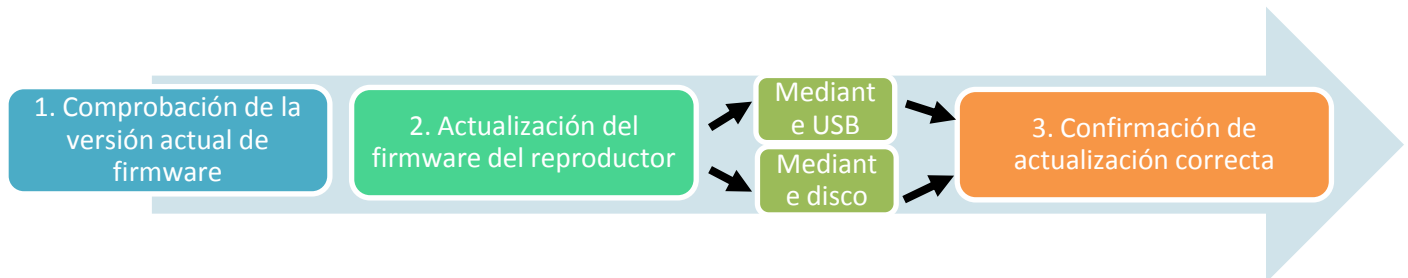 1. Comprobación de la
versión actual de
firmware
2. Actualización del
firmware del reproductor
Mediant
e USB
Mediant
e disco
3. Confirmación de
actualización correcta